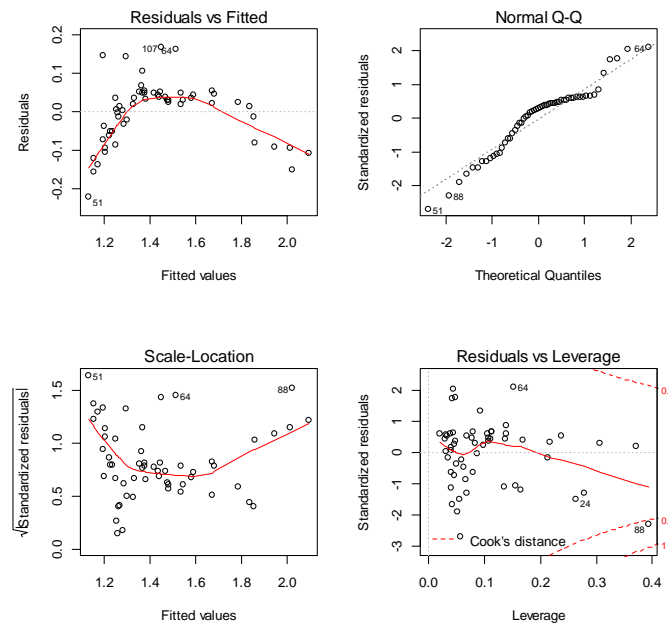 Residuals vs Fitted
Residuals
0.2
0.1
0.0
-0.1
-0.2
107
64
51
1.2 1.4 1.6 1.8 2.0
Fitted values
Normal Q-Q
Standardized residuals
2
1
0
-1
-2
64
88
51
-2 -1 0 1 2
Theoretical Quantiles
Scale-Location
√|Standardized residuals|
1.5
1.0
0.5
0.0
51
64
88
1.2 1.4 1.6 1.8 2.0
Fitted values
Residuals vs Leverage
Standardized residuals
3
2
1
0
-1
-2
-3
64
24
88
0.
0.
1
Cook's distance
0.0 0.1 0.2 0.3 0.4
Leverage